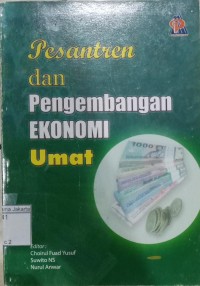 Pesantren
dan
Pengembangan
EKONOMI
Umat
Editor:
Choirul Fuad Yusuf
Suwito NS
Nurul Anwar